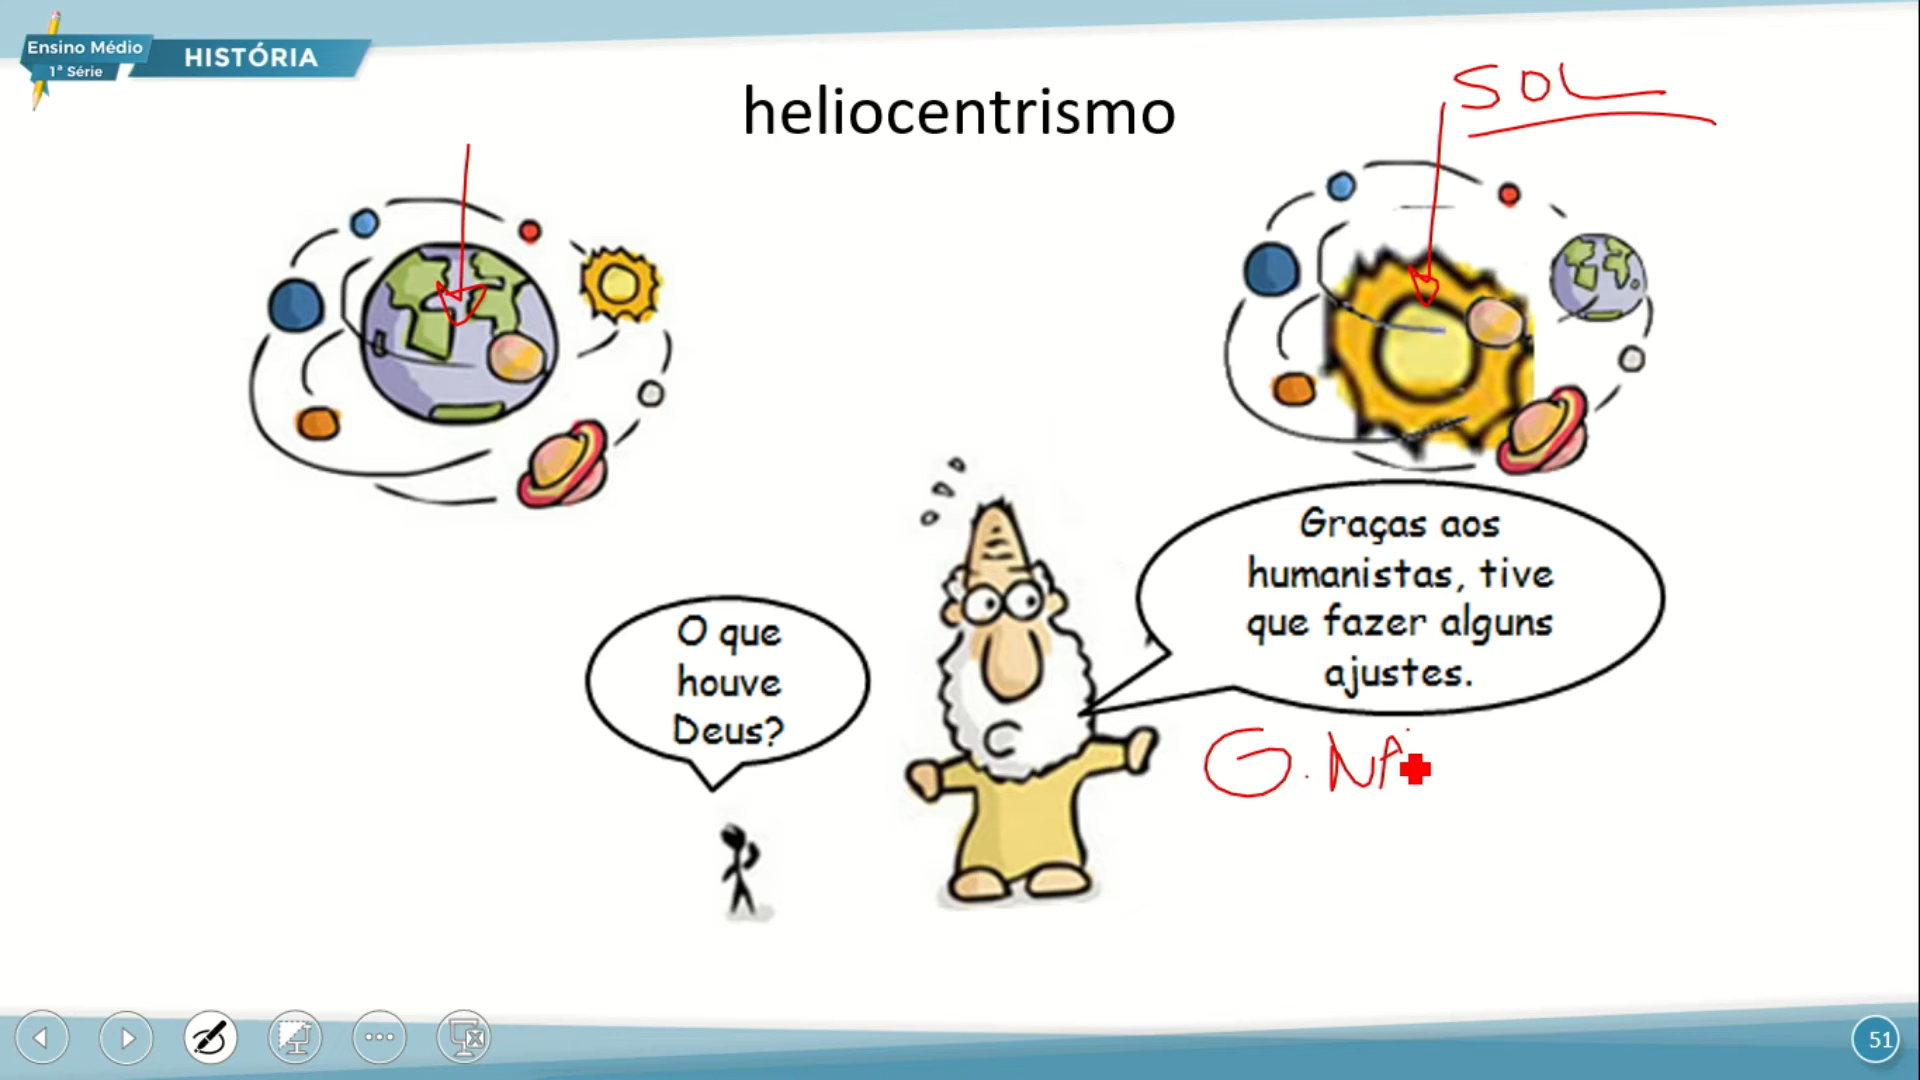 Ensino Médio
1ª Série
HISTÓRIA
heliocentrismo
SOL
Graças aos
humanistas, tive
que fazer alguns
ajustes.
O que
houve
Deus?
G. NA
51